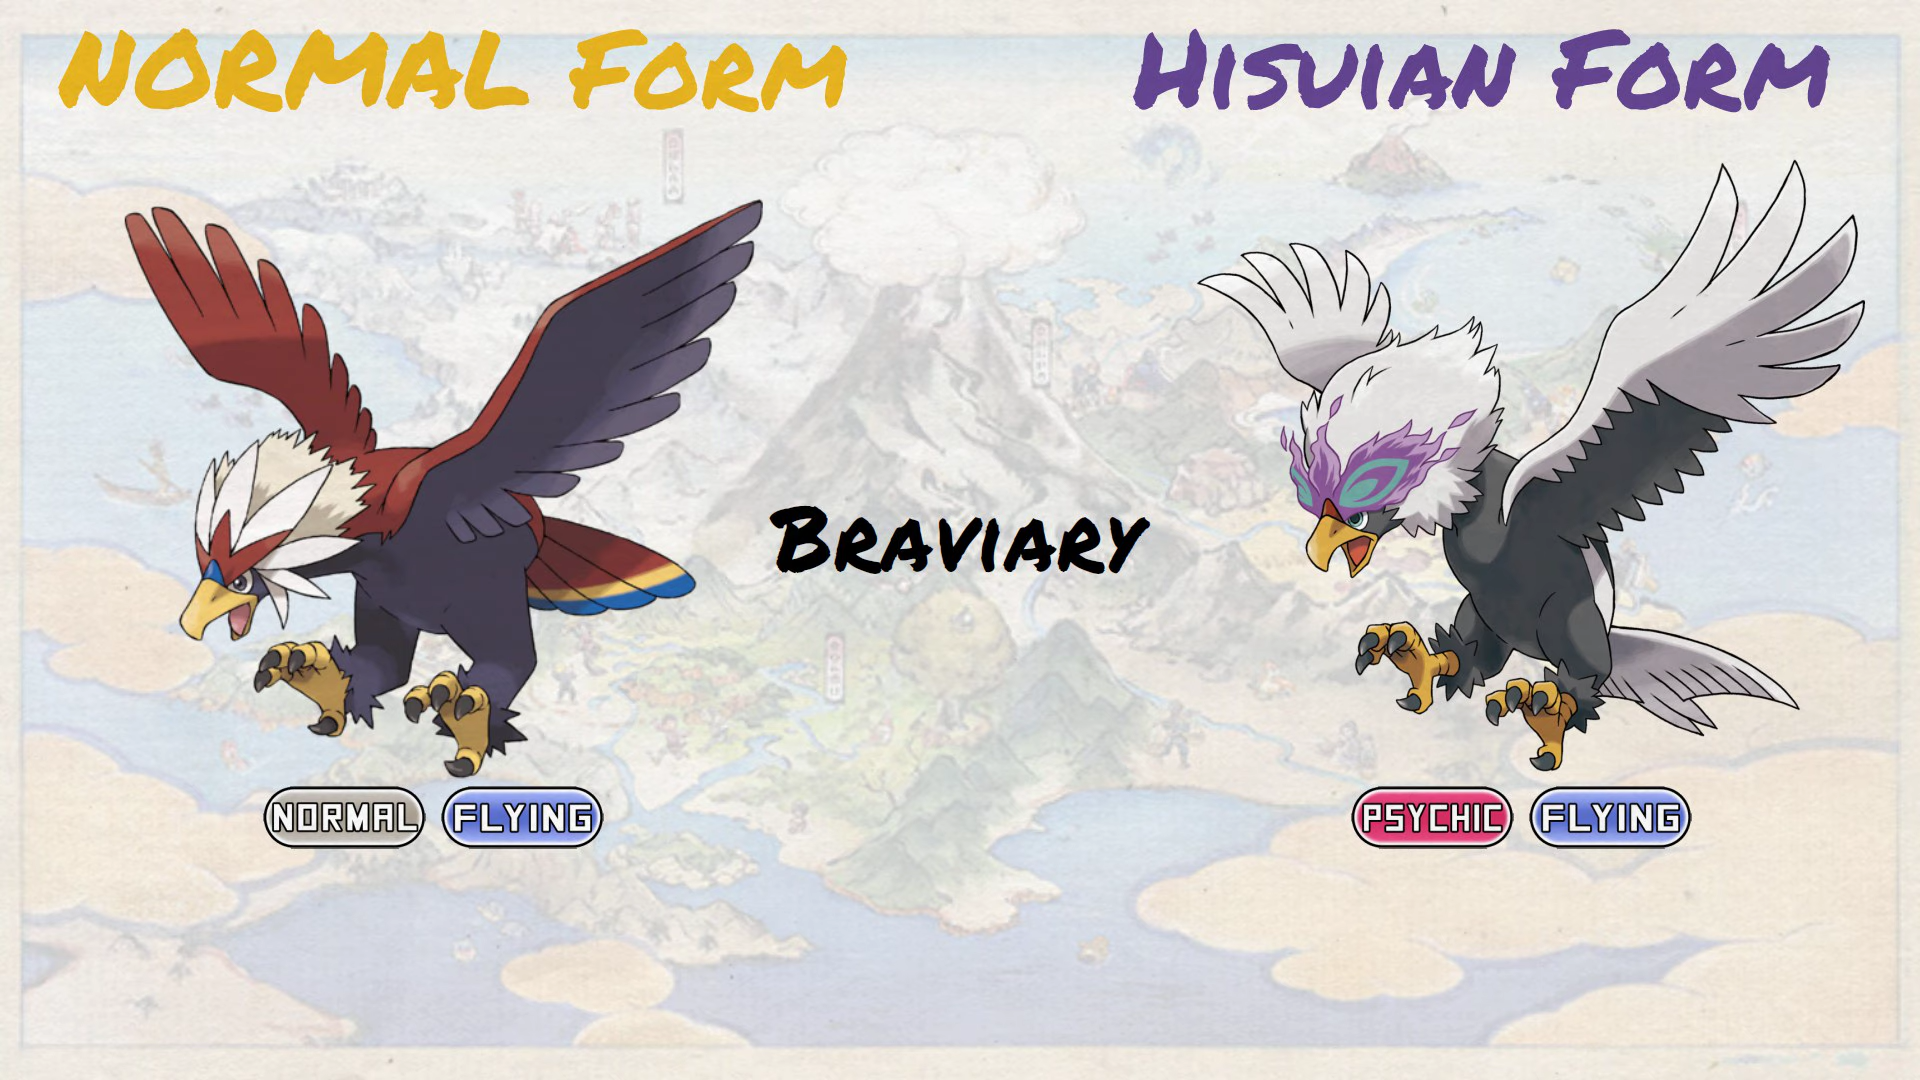 NORMAL FORM
HISUIAN FORM
BRAVIARY
NORMAL FLYING
PSYCHIC FLYING